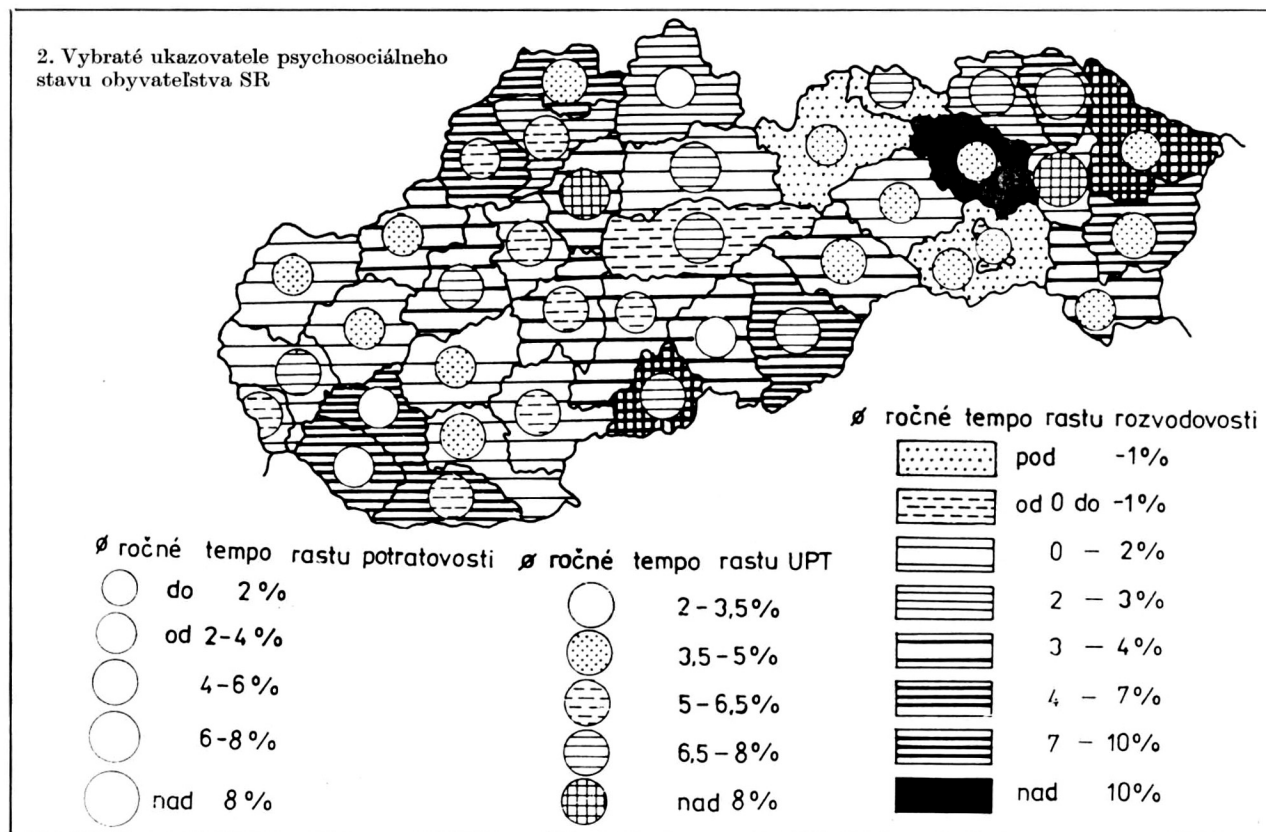 2. Vybraté ukazovatele psychosociálneho
stavu obyvateľstva SR
ø ročné tempo rastu potratovosti
do 2%
od 2-4%
4-6%
6-8%
nad 8%
ø ročné tempo rastu UPT
2-3,5%
3,5-5%
5-6,5%
6,5-8%
nad 8%
ø ročné tempo rastu rozvodovosti
pod -1%
od 0 do -1%
0 - 2%
2 - 3%
3 - 4%
4 - 7%
7 - 10%
nad 10%